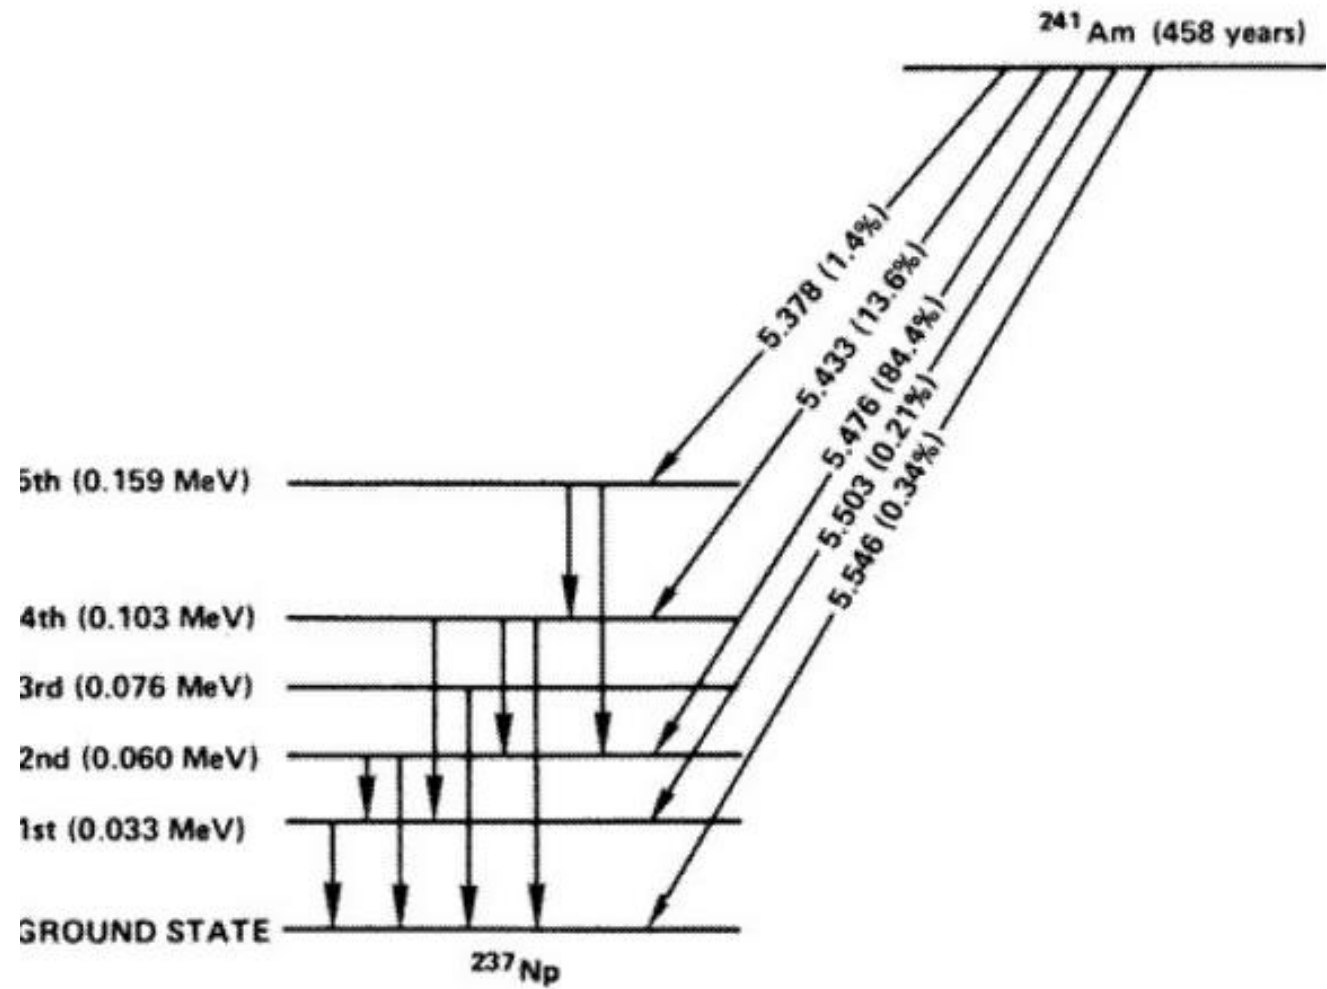 ²⁴¹Am (458 years)
5.378 (1.4%)
5.433 (13.6%)
5.476 (84.4%)
5.503 (0.21%)
5.546 (0.34%)
5th (0.159 MeV)
4th (0.103 MeV)
3rd (0.076 MeV)
2nd (0.060 MeV)
1st (0.033 MeV)
GROUND STATE
²³⁷Np